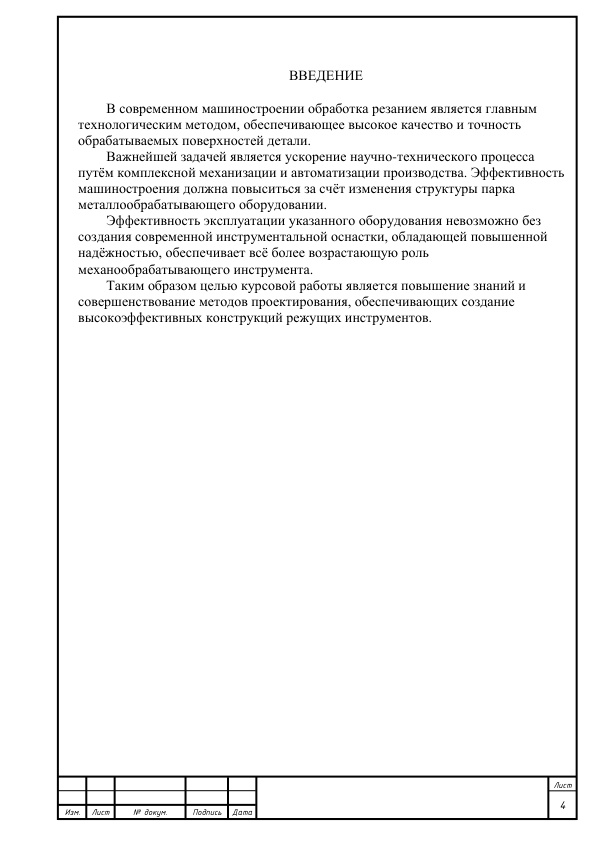 ВВЕДЕНИЕ
В современном машиностроении обработка резанием является главным
технологическим методом, обеспечивающее высокое качество и точность
обрабатываемых поверхностей детали.
Важнейшей задачей является ускорение научно-технического процесса
путём комплексной механизации и автоматизации производства. Эффективность
машиностроения должна повыситься за счёт изменения структуры парка
металлообрабатывающего оборудовании.
Эффективность эксплуатации указанного оборудования невозможно без
создания современной инструментальной оснастки, обладающей повышенной
надёжностью, обеспечивает всё более возрастающую роль
механообрабатывающего инструмента.
Таким образом целью курсовой работы является повышение знаний и
совершенствование методов проектирования, обеспечивающих создание
высокоэффективных конструкций режущих инструментов.
Лист
4
Изм. Лист № докум. Подпись Дата